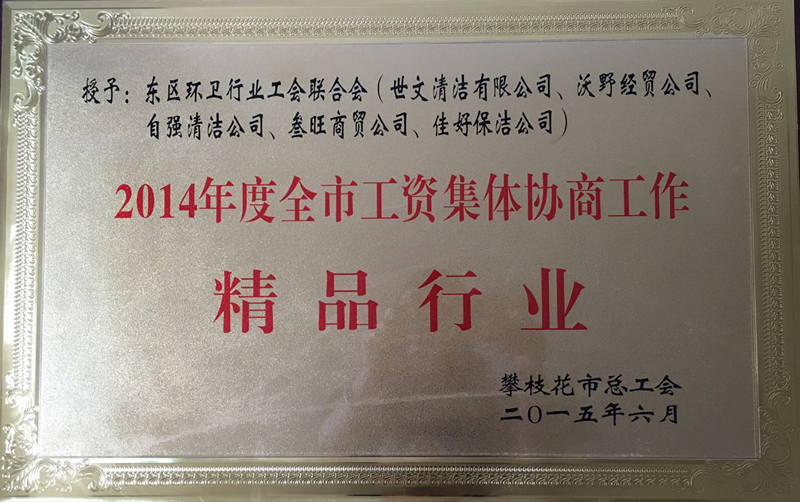 授予：东区环卫行业工会联合会（世文清洁有限公司、沃野经贸公司、
自强清洁公司、叁旺商贸公司、佳好保洁公司）
2014年度全市工资集体协商工作
精品行业
攀枝花市总工会
二〇一五年六月